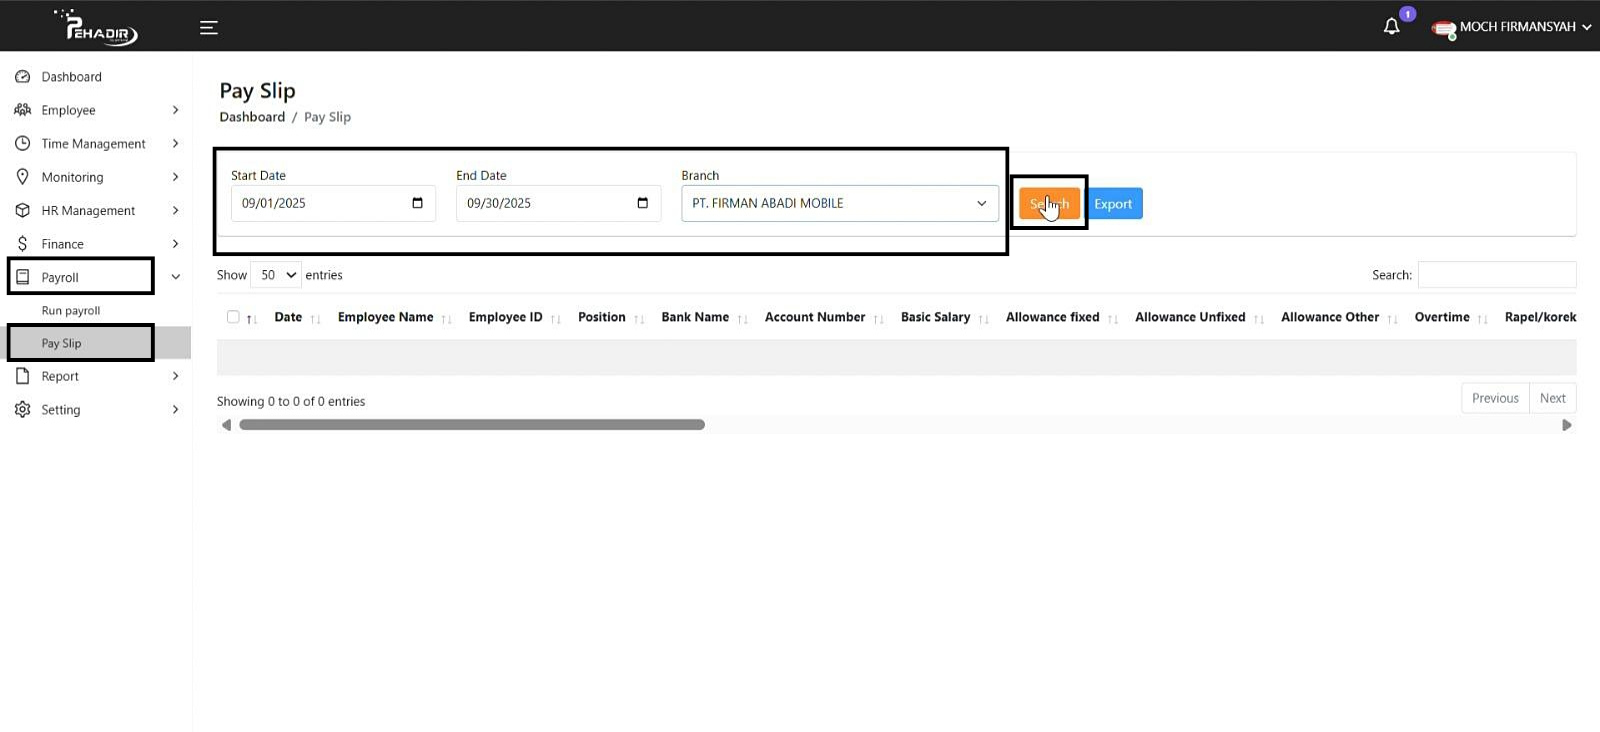 PEHADIR
1
MOCH FIRMANSYAH
Dashboard
Employee
Time Management
Monitoring
HR Management
Finance
Payroll
Run payroll
Pay Slip
Report
Setting
Pay Slip
Dashboard / Pay Slip
Start Date
End Date
Branch
09/01/2025
09/30/2025
PT. FIRMAN ABADI MOBILE
Search
Export
Show 50 entries
Search:
Date Employee Name Employee ID Position Bank Name Account Number Basic Salary Allowance fixed Allowance Unfixed Allowance Other Overtime Rapel/korek
Showing 0 to 0 of 0 entries
Previous
Next